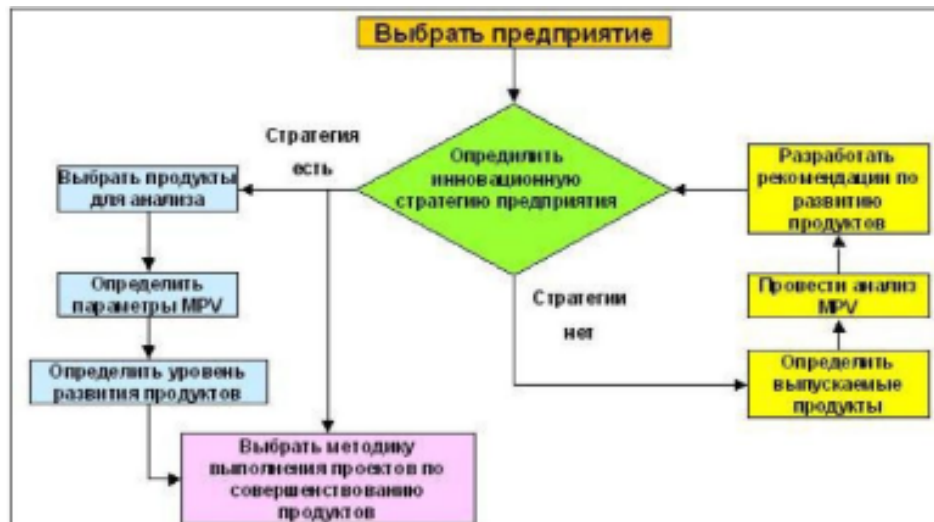 Выбрать предприятие
Стратегия
есть
Опредилить
инновационную
стратегию предприятия
Разработать
рекомендации по
развитию
продуктов
Выбрать продукты
для анализа
Определить
параметры MPV
Стратегии
нет
Провести анализ
MPV
Определить уровень
развития продуктов
Определить
выпускаемые
продукты
Выбрать методику
выполнения проектов по
совершенствованию
продуктов